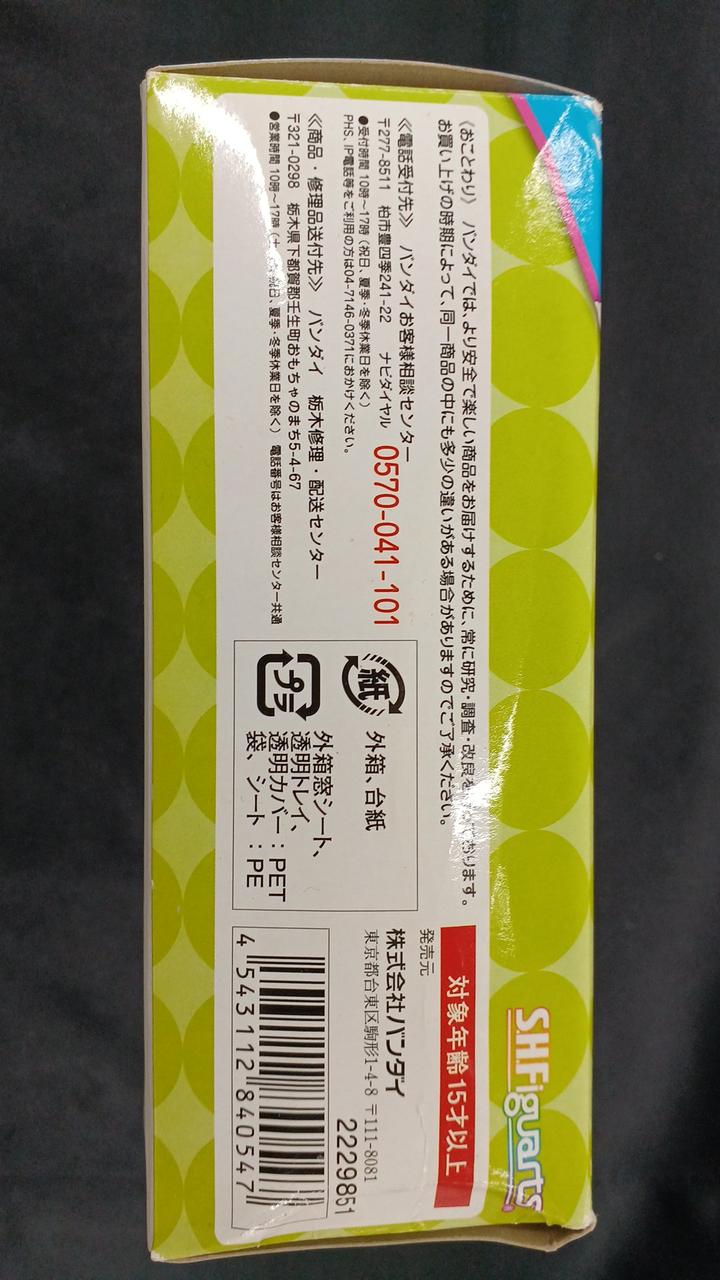 《おことわり》 バンダイでは、より安全で楽しい商品をお届けするために、常に研究・調査・改良を っております。
お買い上げの時期によって、同一商品の中にも多少の違いがある場合がありますのでご了承ください。
《電話受付先》 バンダイお客様相談センター
〒277-8511 柏市豊四季241-22 ナビダイヤル 0570-041-101
●受付時間 10時～17時（祝日、夏季・冬季休業日を除く）
PHS、IP電話等をご利用の方は04-7146-0371におかけください。
《商品・修理品送付先》 バンダイ 栃木修理・配送センター
〒321-0298 栃木県下都賀郡壬生町おもちゃのまち5-4-67
●営業時間 10時～17時（土 祝日、夏季・冬季休業日を除く） 電話番号はお客様相談センター共通
紙 外箱、台紙
プラ 外箱窓シート、
透明トレイ、
透明カバー：PET
袋、シート：PE
S.H.Figuarts
対象年齢15才以上
発売元
株式会社バンダイ
東京都台東区駒形1-4-8 〒111-8081
2229851
4 543112 840547